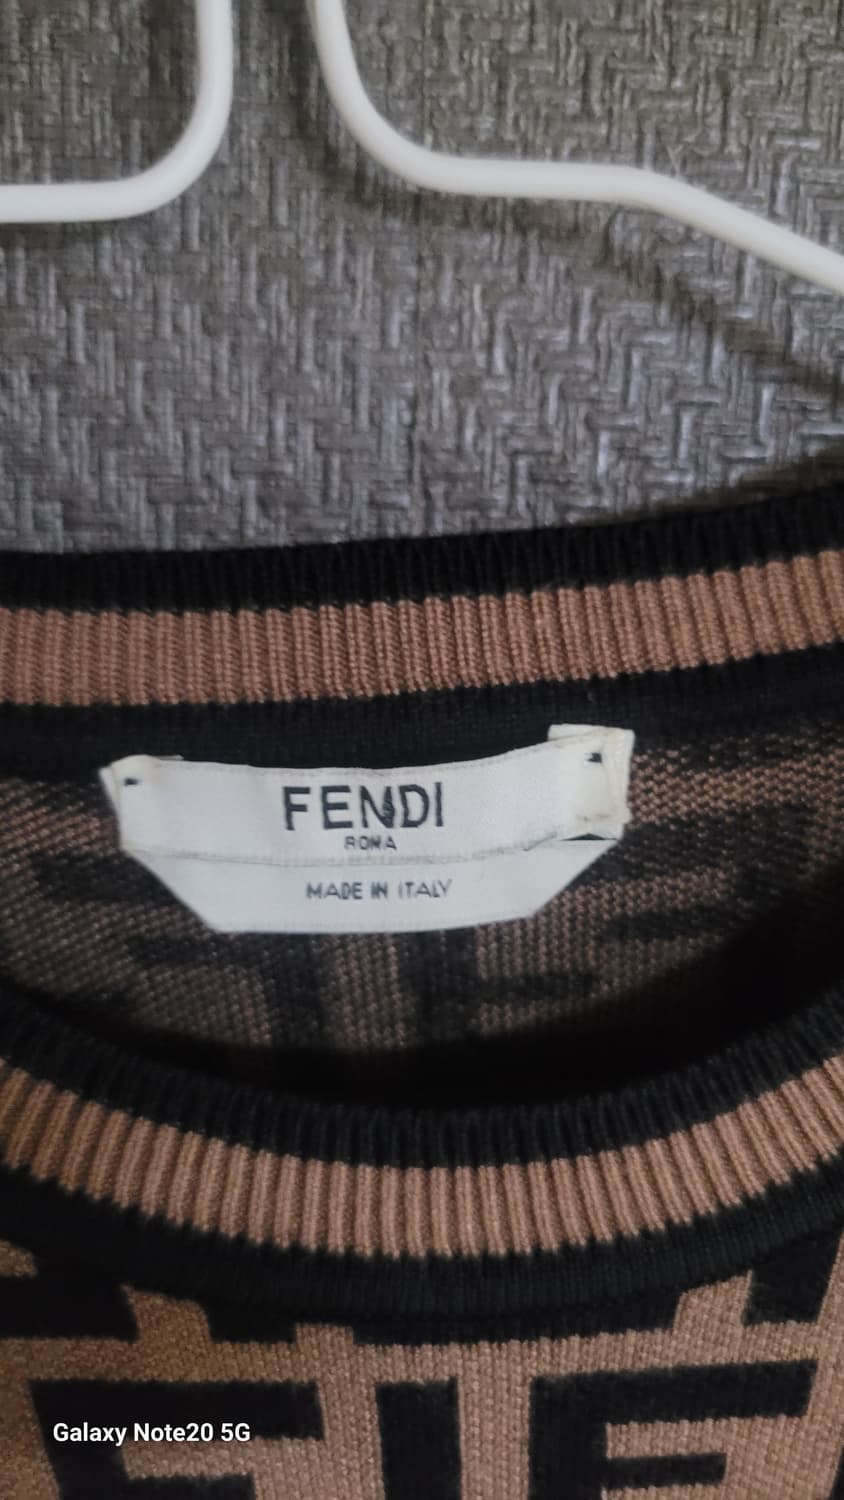 FENDI
ROMA
MADE IN ITALY
Galaxy Note20 5G